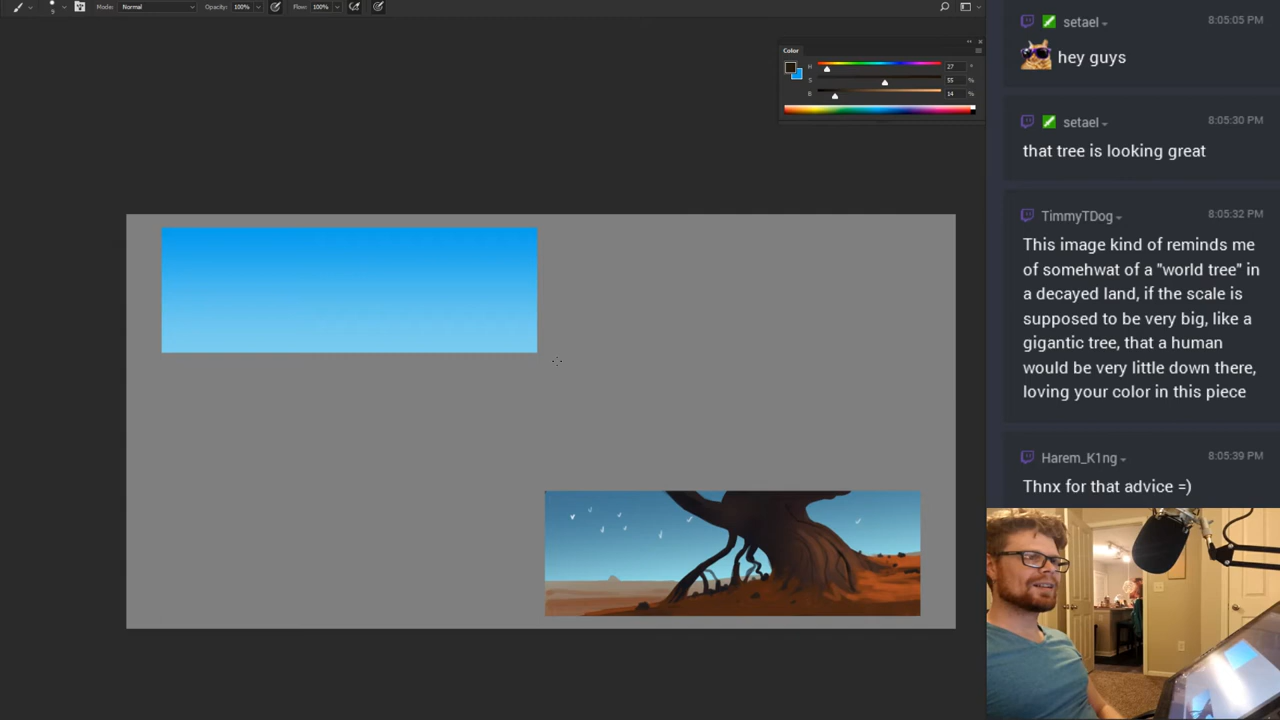 Mode: Normal Opacity: 100% Flow: 100%
Color
H 27 °
S 55 %
B 14 %
setael 8:05:05 PM
hey guys
setael 8:05:30 PM
that tree is looking great
TimmyTDog 8:05:32 PM
This image kind of reminds me
of somehwat of a "world tree" in
a decayed land, if the scale is
supposed to be very big, like a
gigantic tree, that a human
would be very little down there,
loving your color in this piece
Harem_K1ng 8:05:39 PM
Thnx for that advice =)